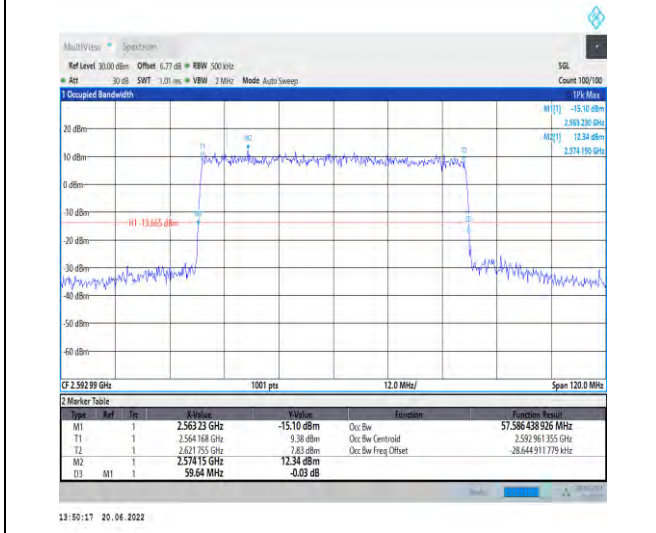 MultiView Spectrum
Ref Level 30.00 dBm Offset 6.77 dB RBW 500 kHz SGL
Att 30 dB SWT 1.01 ms VBW 2 MHz Mode Auto Sweep Count 100/100
1 Occupied Bandwidth 1Pk Max
M1[1] -15.10 dBm
2.563 230 GHz
M2[1] 12.34 dBm
2.574 150 GHz
20 dBm
M2
T1
T2
10 dBm
0 dBm
-10 dBm
M1
D3
H1 -13.665 dBm
-20 dBm
-30 dBm
-40 dBm
-50 dBm
-60 dBm
CF 2.592 99 GHz 1001 pts 12.0 MHz/ Span 120.0 MHz
2 Marker Table
Type Ref Trc X-Value Y-Value Function Function Result
M1 1 2.563 23 GHz -15.10 dBm Occ Bw 57.586 438 926 MHz
T1 1 2.564 168 GHz 9.38 dBm Occ Bw Centroid 2.592 961 355 GHz
T2 1 2.621 755 GHz 7.83 dBm Occ Bw Freq Offset -28.644 911 779 kHz
M2 1 2.574 15 GHz 12.34 dBm
D3 M1 1 59.64 MHz -0.03 dB
13:50:17 20.06.2022